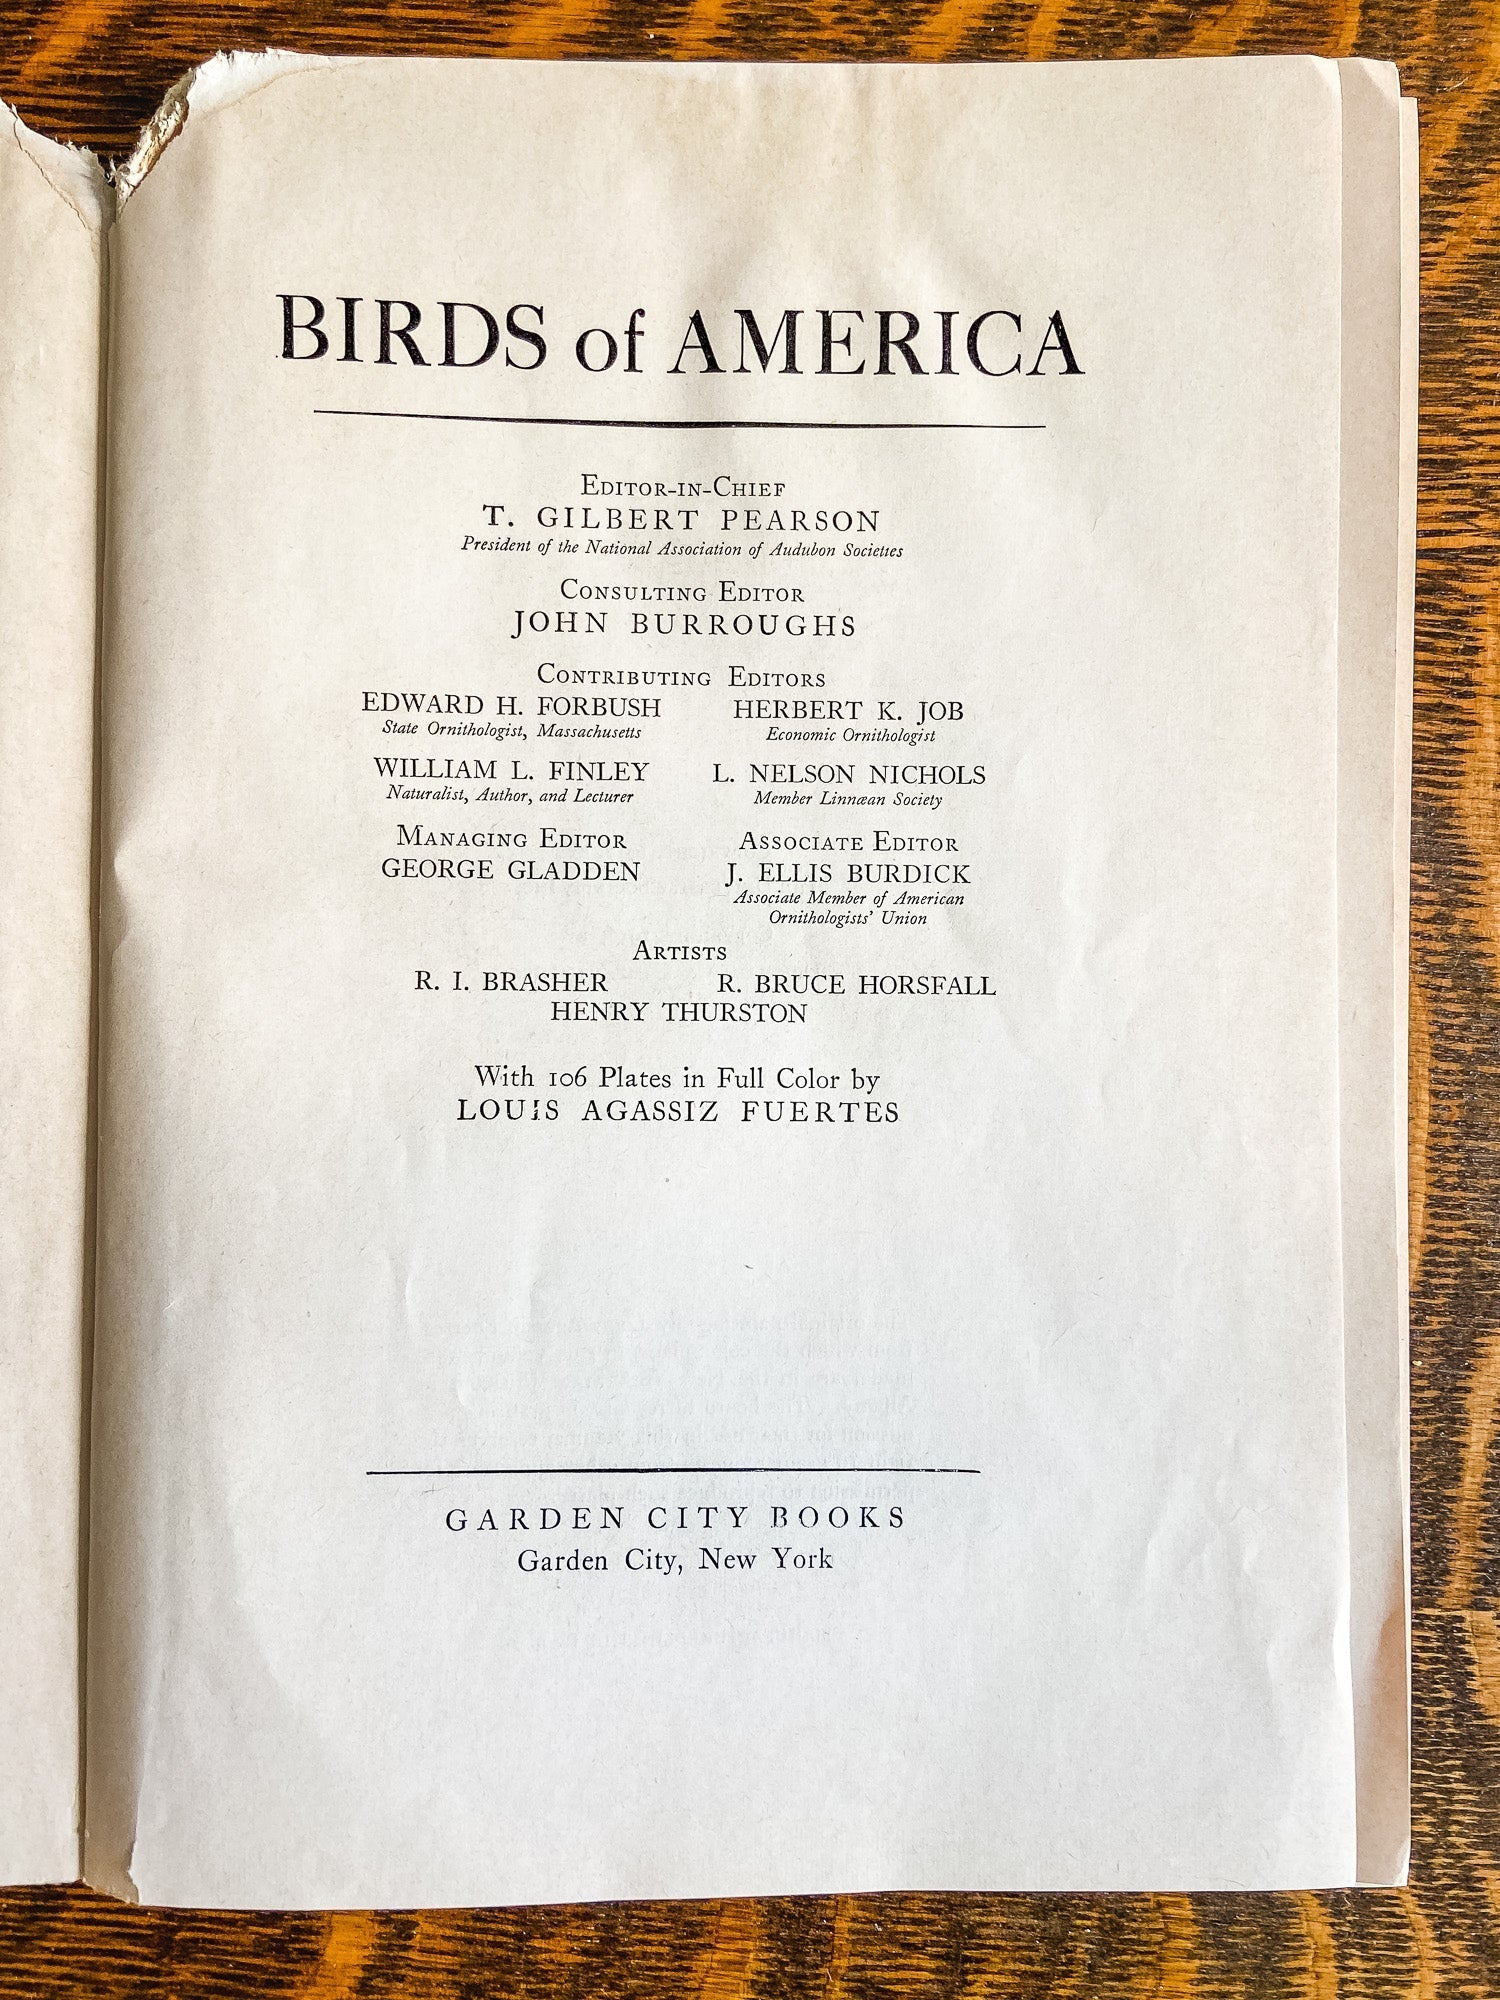 BIRDS of AMERICA
EDITOR-IN-CHIEF
T. GILBERT PEARSON
President of the National Association of Audubon Societies
CONSULTING EDITOR
JOHN BURROUGHS
CONTRIBUTING EDITORS
EDWARD H. FORBUSH HERBERT K. JOB
State Ornithologist, Massachusetts Economic Ornithologist
WILLIAM L. FINLEY L. NELSON NICHOLS
Naturalist, Author, and Lecturer Member Linnæan Society
MANAGING EDITOR ASSOCIATE EDITOR
GEORGE GLADDEN J. ELLIS BURDICK
Associate Member of American
Ornithologists' Union
ARTISTS
R. I. BRASHER R. BRUCE HORSFALL
HENRY THURSTON
With 106 Plates in Full Color by
LOUIS AGASSIZ FUERTES
GARDEN CITY BOOKS
Garden City, New York